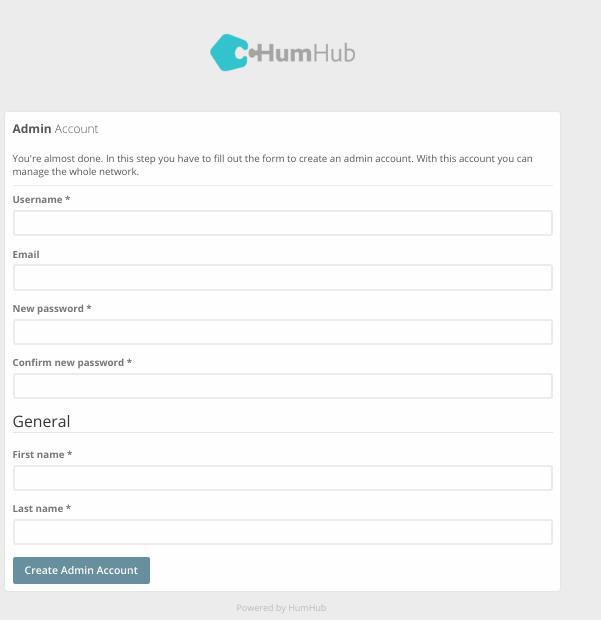 HumHub
Admin Account
You're almost done. In this step you have to fill out the form to create an admin account. With this account you can
manage the whole network.
Username *
Email
New password *
Confirm new password *
General
First name *
Last name *
Create Admin Account
Powered by HumHub